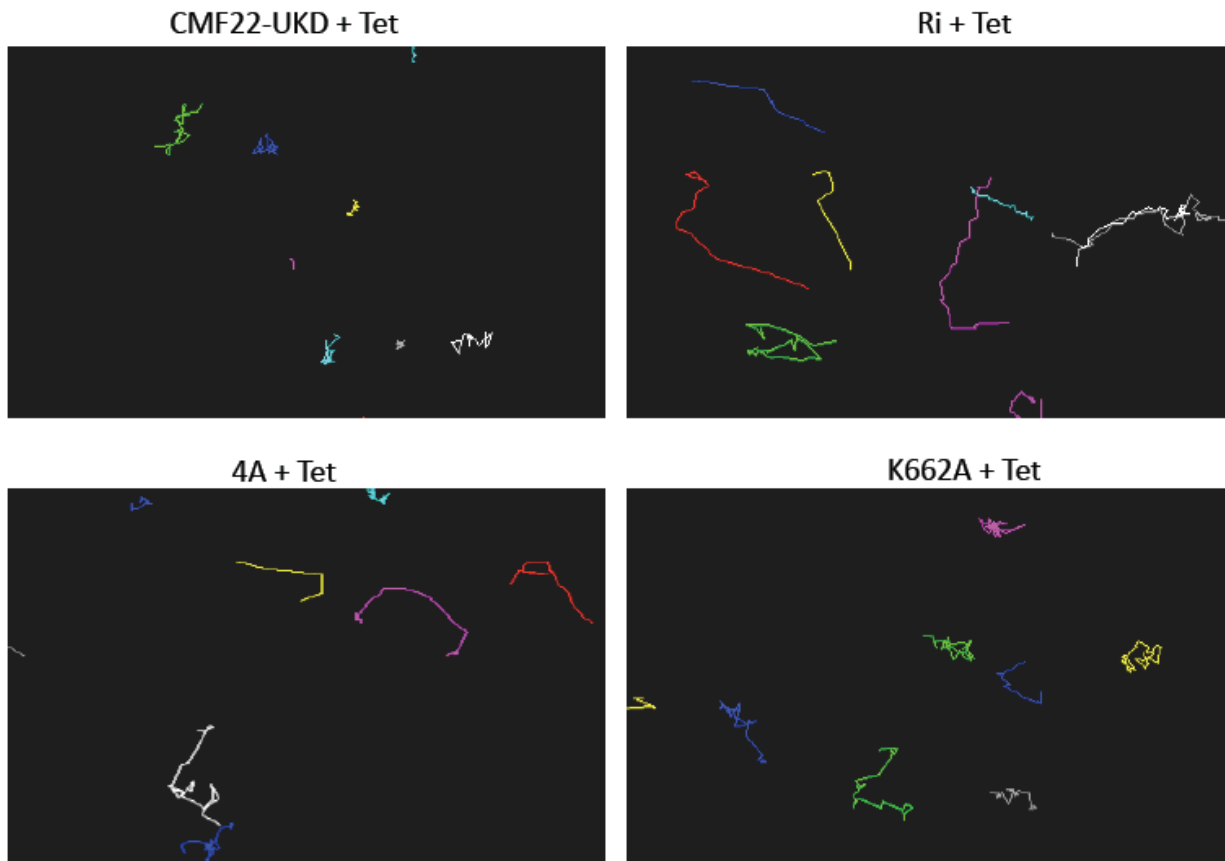 CMF22-UKD + Tet
Ri + Tet
4A + Tet
K662A + Tet